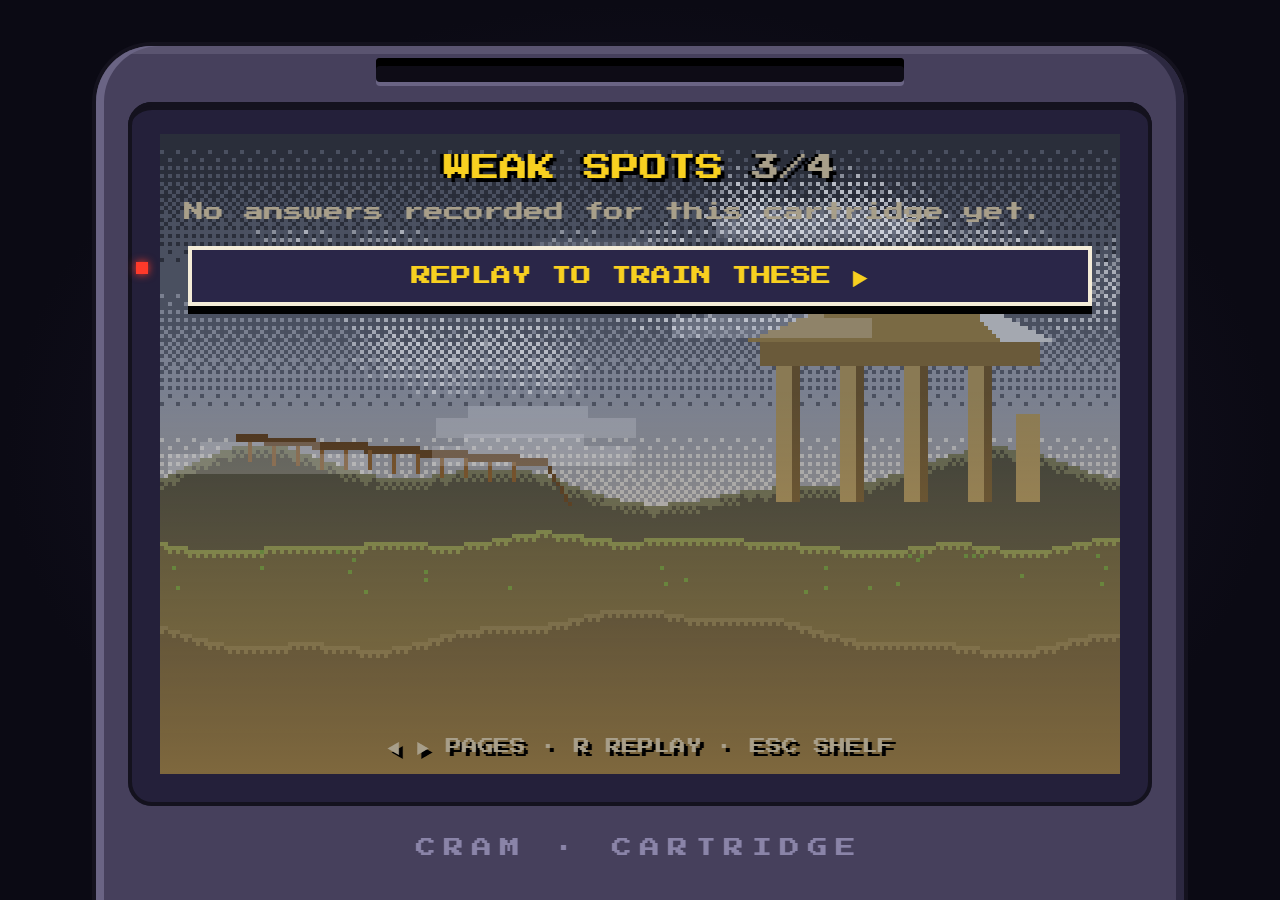 WEAK SPOTS 3/4
No answers recorded for this cartridge yet.
REPLAY TO TRAIN THESE ▶
◀ ▶ PAGES · R REPLAY · ESC SHELF
CRAM · CARTRIDGE